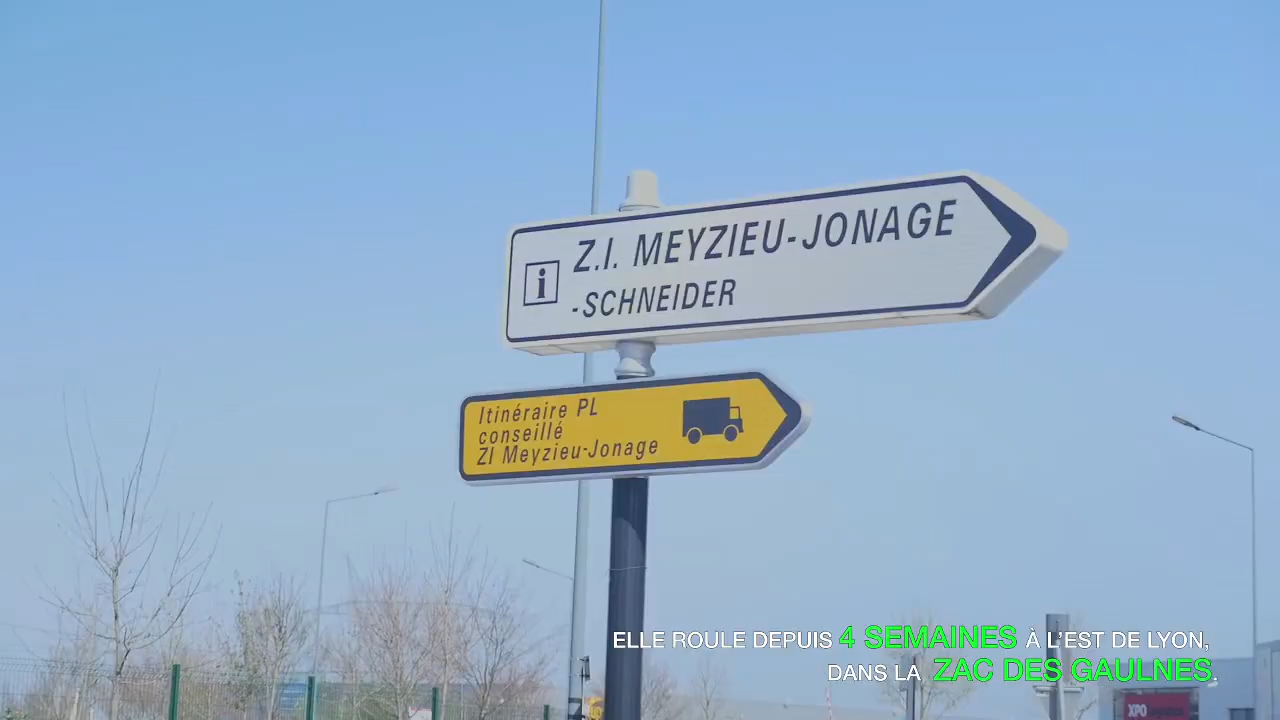 Z.I. MEYZIEU-JONAGE
i
-SCHNEIDER
Itinéraire PL
conseillé
ZI Meyzieu-Jonage
ELLE ROULE DEPUIS 4 SEMAINES À L'EST DE LYON,
DANS LA ZAC DES GAULNES.
XPO